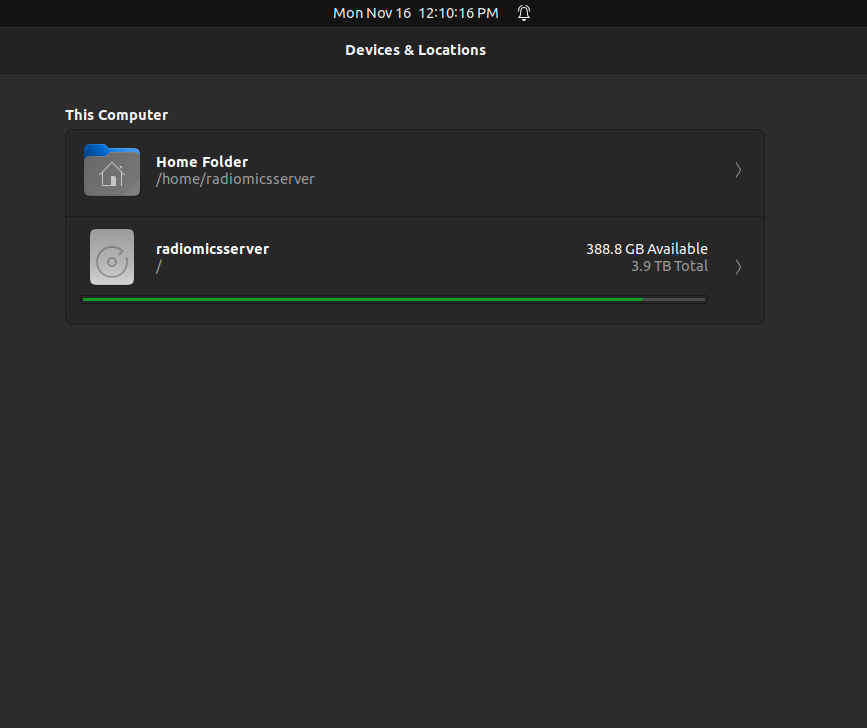 Mon Nov 16 12:10:16 PM
Devices & Locations
This Computer
Home Folder
/home/radiomicsserver
radiomicsserver
388.8 GB Available
/
3.9 TB Total